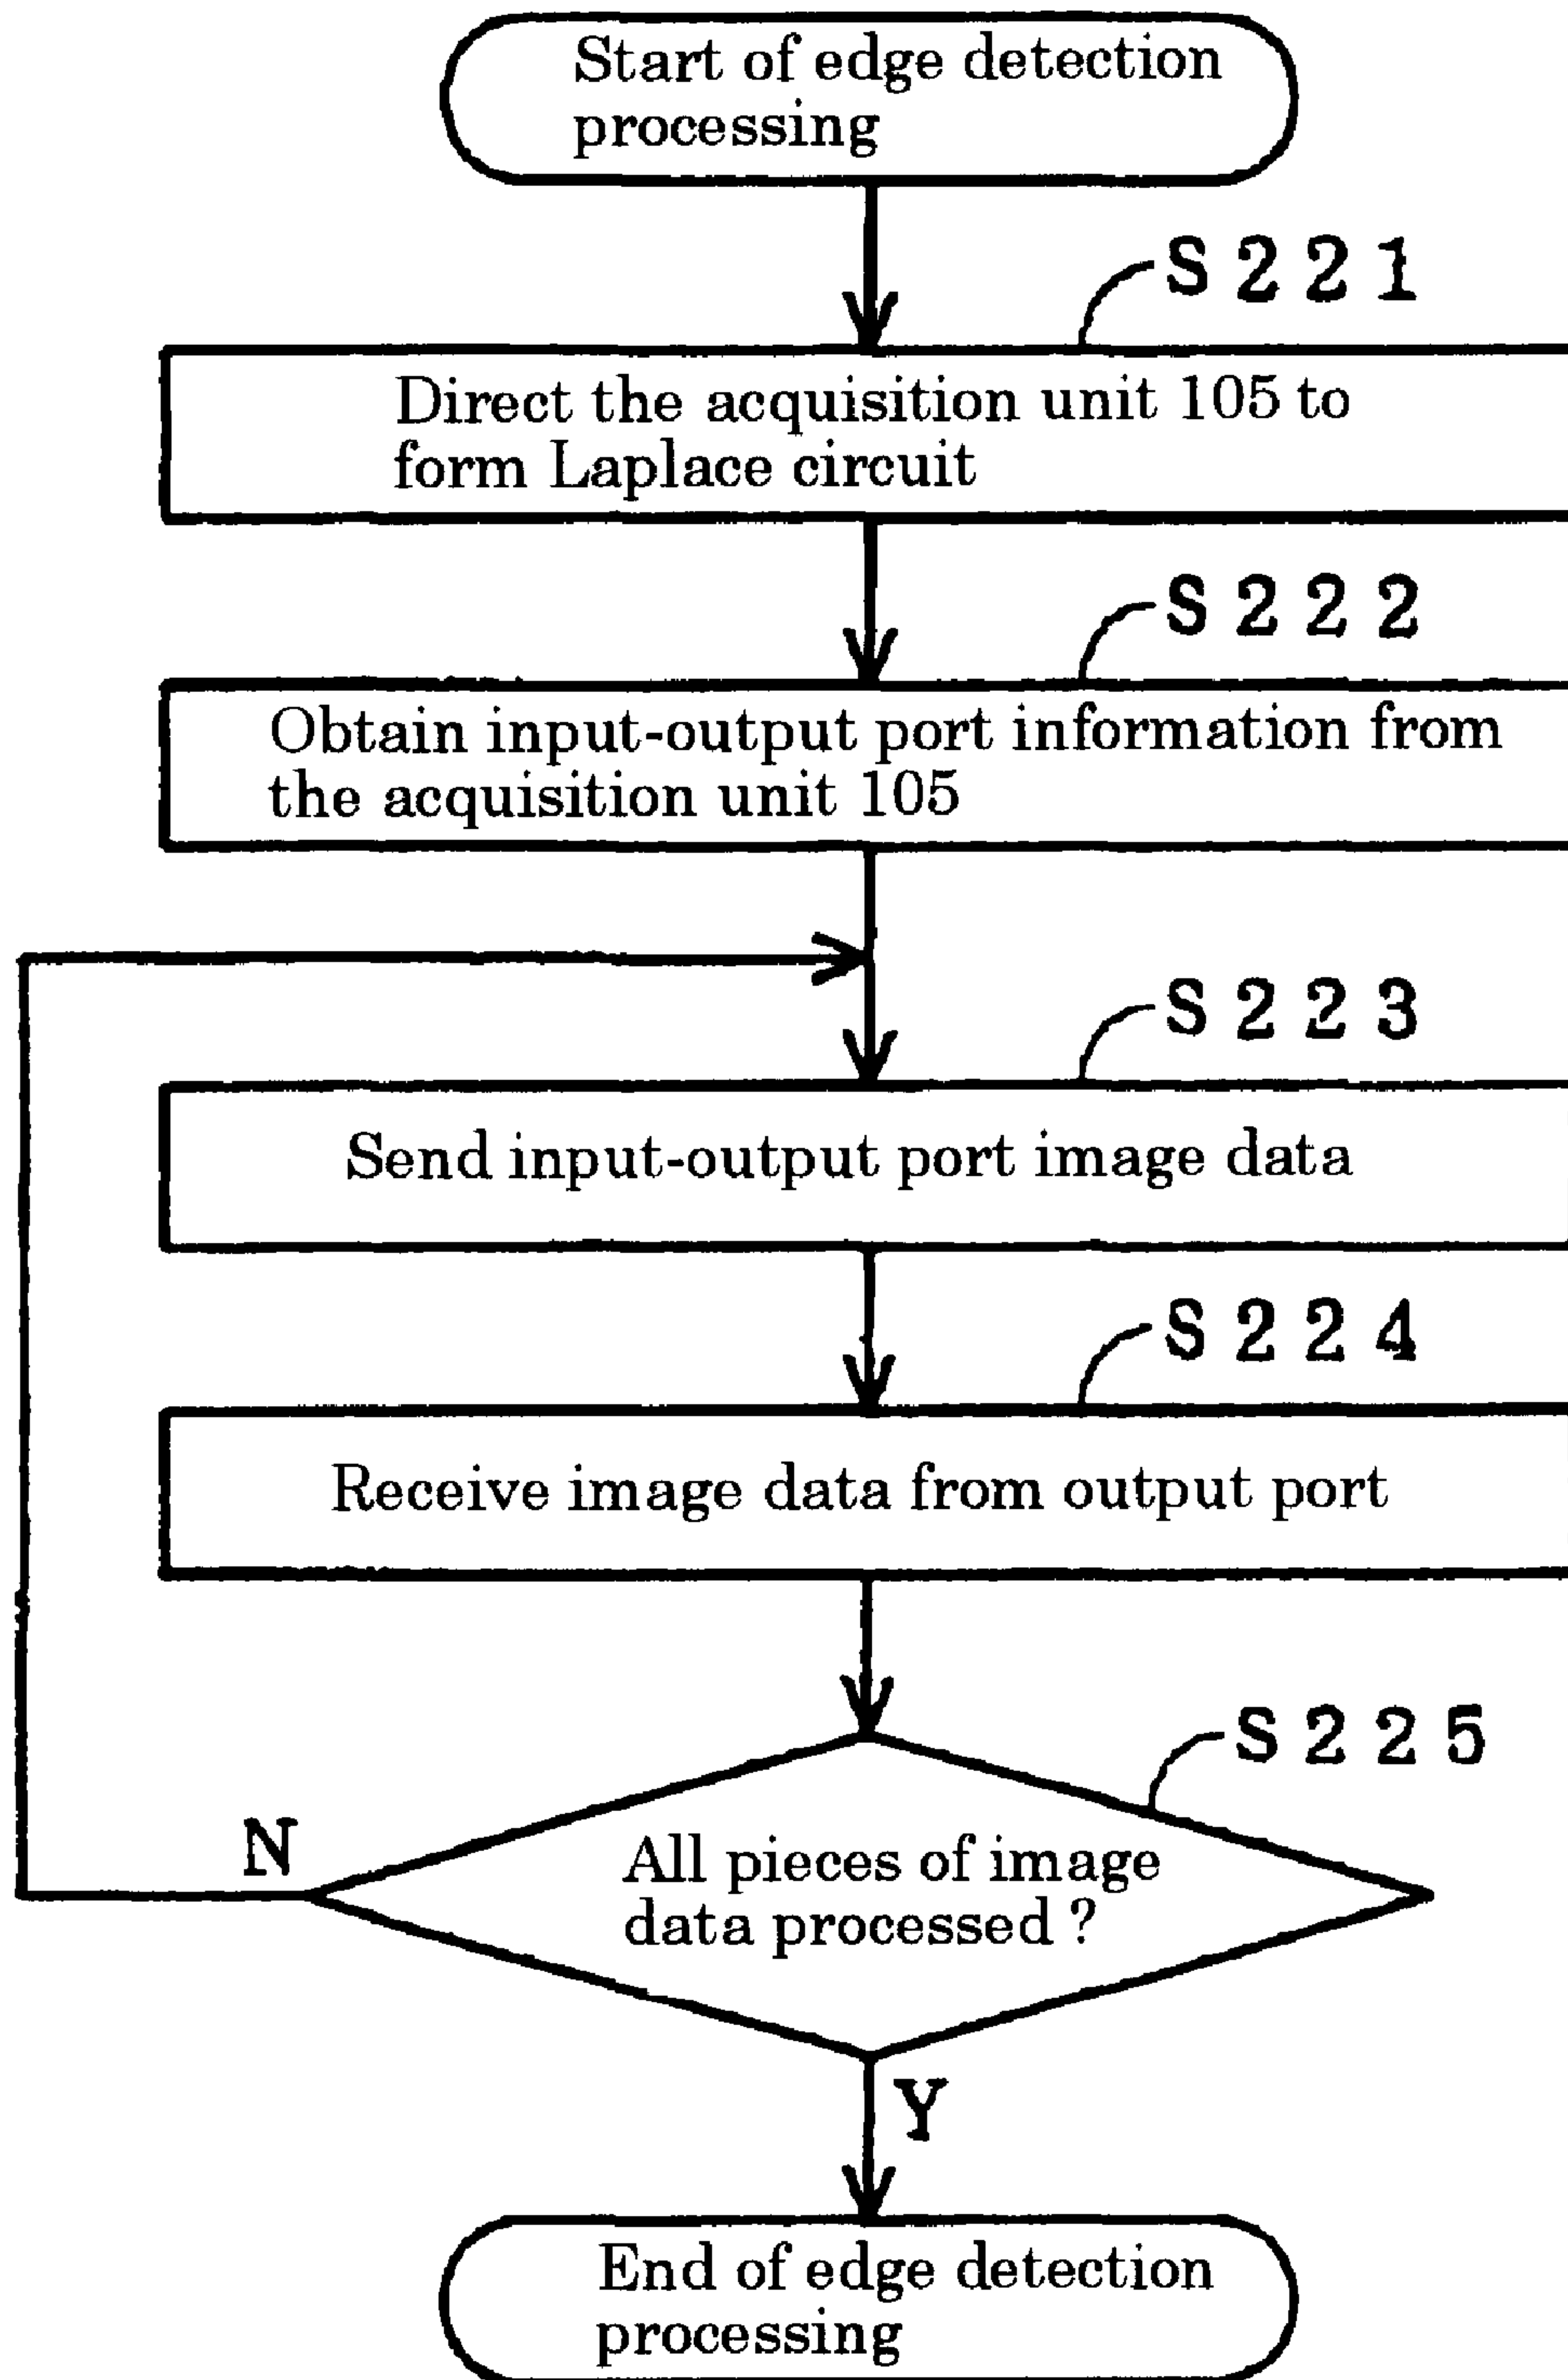 Start of edge detection
processing
S221
Direct the acquisition unit 105 to
form Laplace circuit
S222
Obtain input-output port information from
the acquisition unit 105
S223
Send input-output port image data
S224
Receive image data from output port
S225
N
All pieces of image
data processed ?
Y
End of edge detection
processing